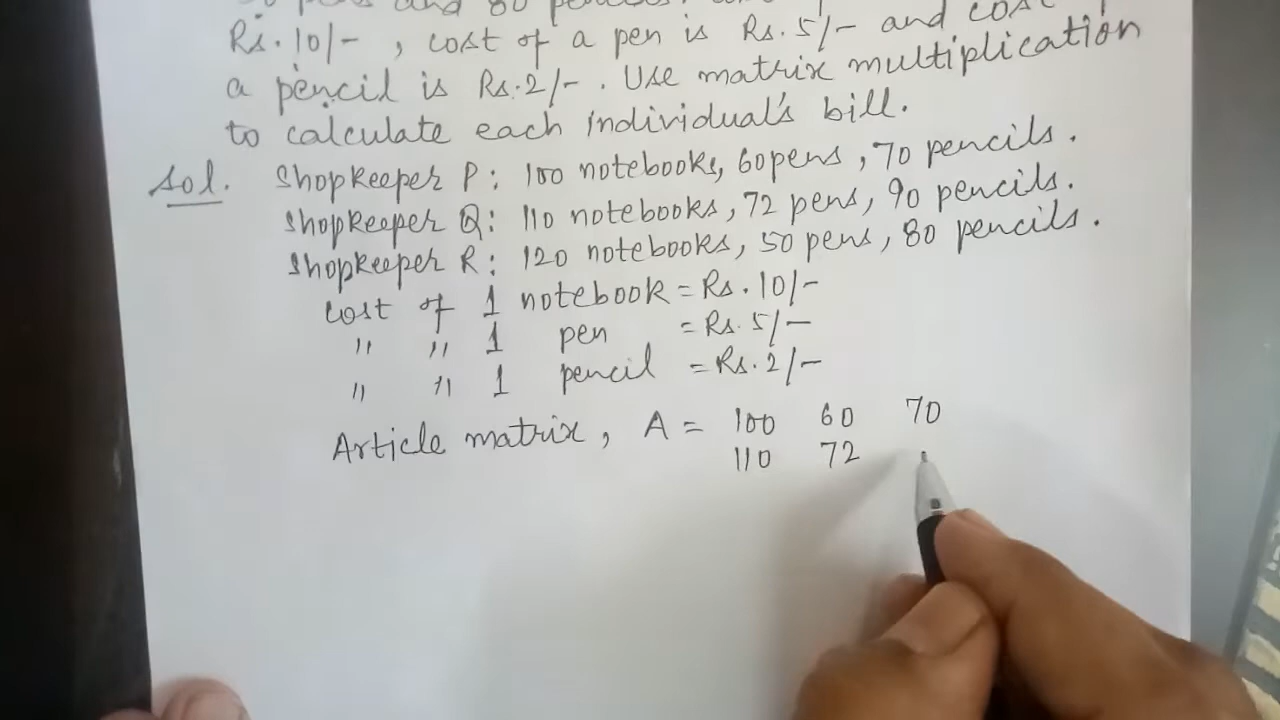 pens and 80
Rs. 10/- , cost of a pen is Rs. 5/- and cost
a pencil is Rs. 2/- . Use matrix multiplication
to calculate each individual's bill.
Sol. Shopkeeper P: 100 notebooks, 60 pens , 70 pencils .
Shopkeeper Q: 110 notebooks, 72 pens, 90 pencils.
Shopkeeper R: 120 notebooks, 50 pens, 80 pencils .
Cost of 1 notebook = Rs. 10/-
" " 1 pen = Rs. 5/-
" " 1 pencil = Rs. 2/-
Article matrix, A = 100 60 70
110 72